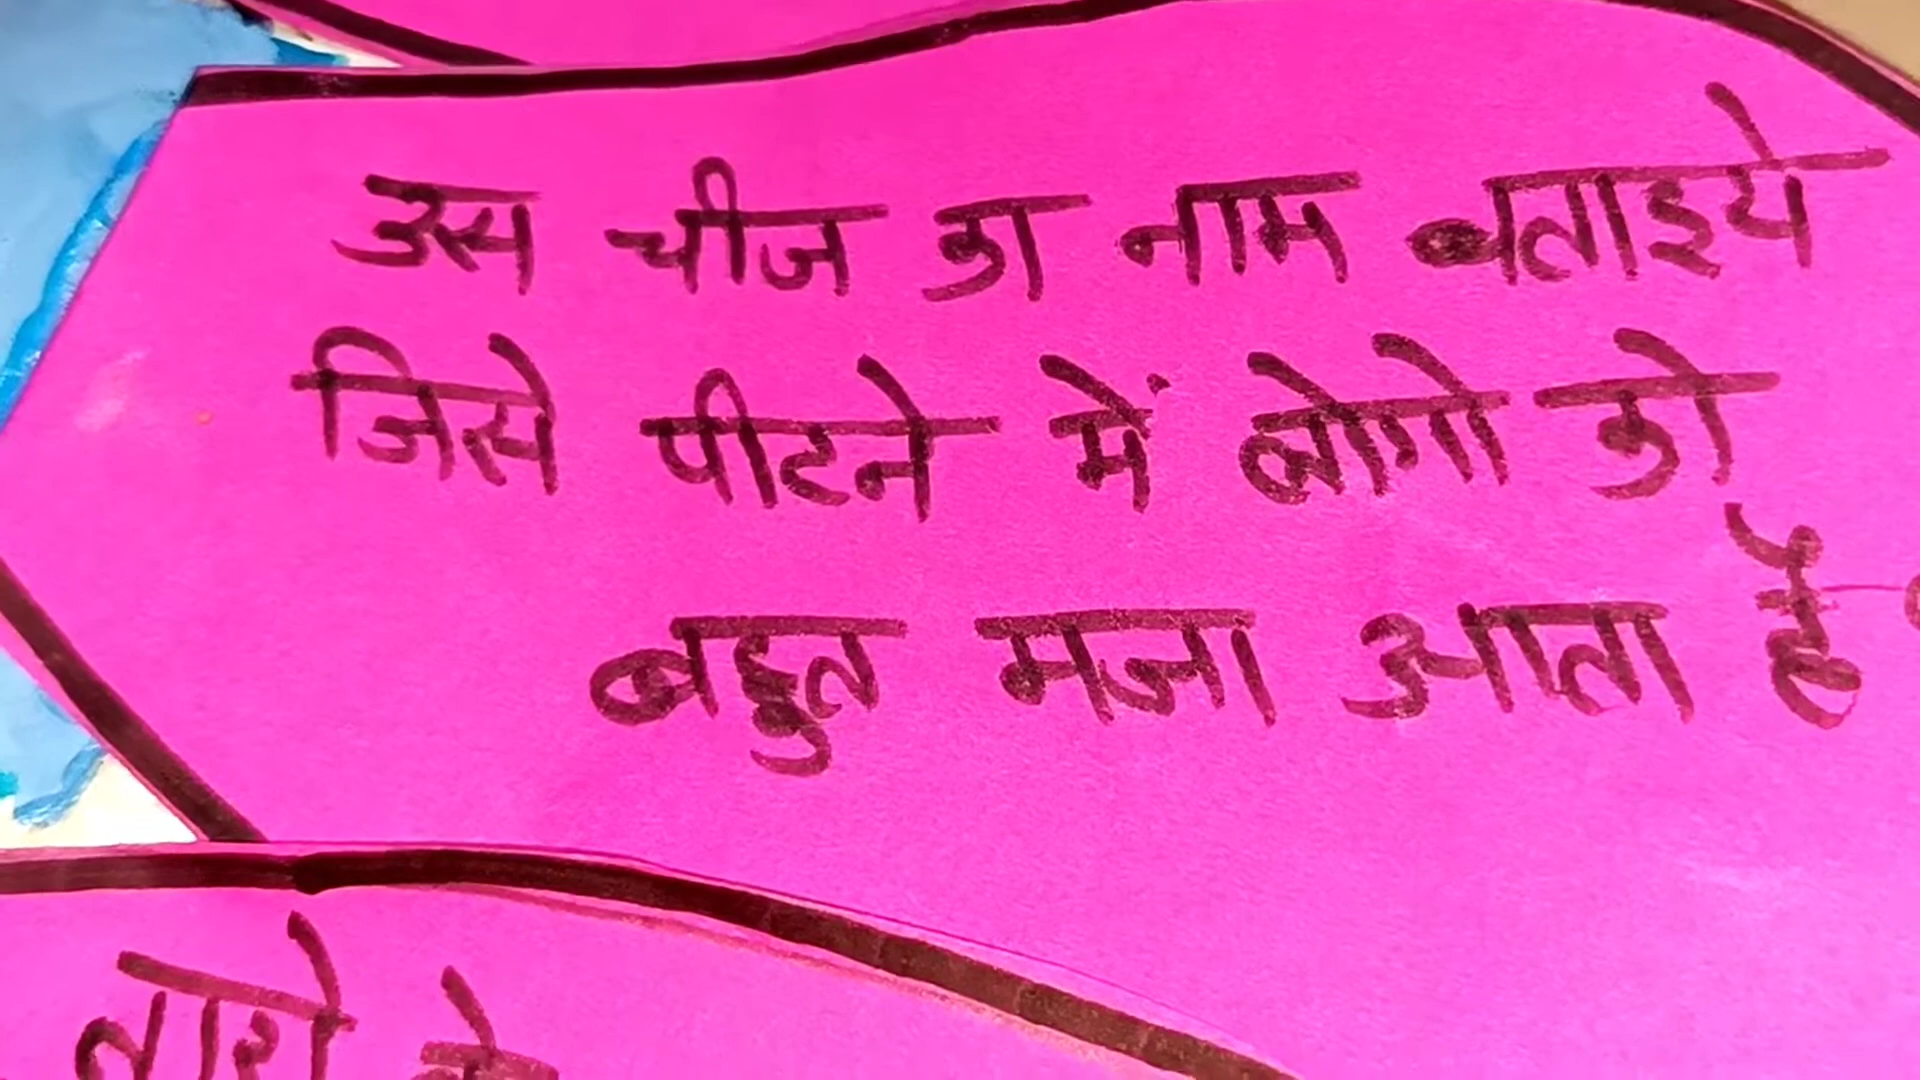 उस चीज का नाम बताइये
जिसे पीटने में लोगो को
बहुत मजा आता है